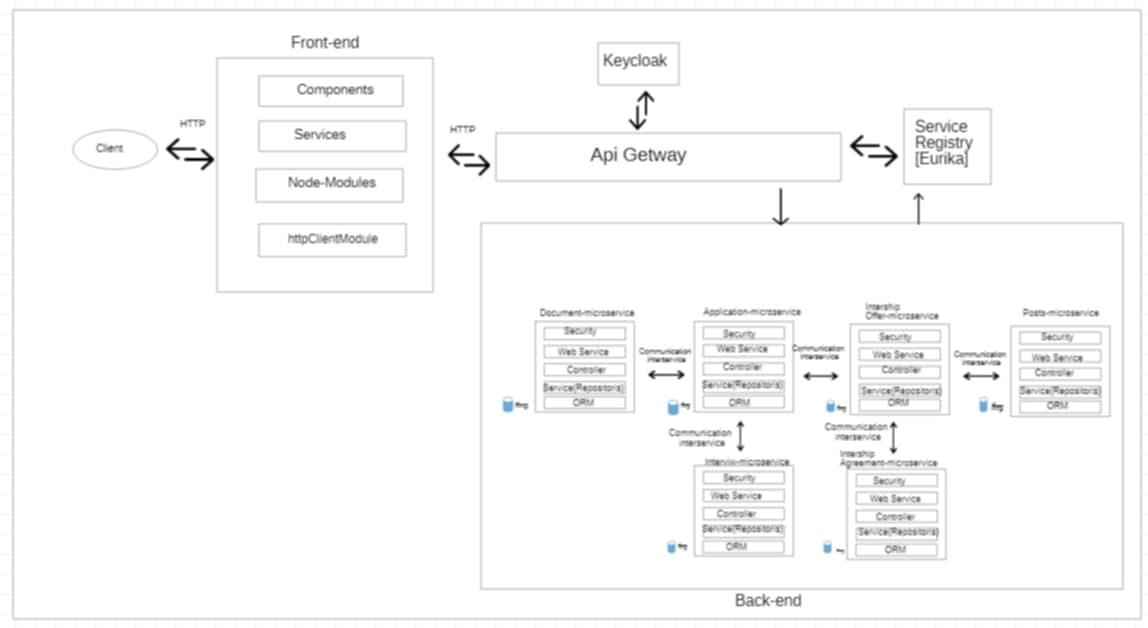 Front-end
Components
Services
Node-Modules
httpClientModule
Client
HTTP
HTTP
Keycloak
Api Getway
Service
Registry
[Eurika]
Document-microservice
Security
Web Service
Controller
Service(Repositoris)
ORM
Communication
interservice
Application-microservice
Security
Web Service
Controller
Service(Repositoris)
ORM
Communication
interservice
Intership
Offer-microservice
Security
Web Service
Controller
Service(Repositoris)
ORM
Communication
interservice
Posts-microservice
Security
Web Service
Controller
Service(Repositoris)
ORM
Communication
interservice
Interviw-microservice
Security
Web Service
Controller
Service(Repositoris)
ORM
Communication
interservice
Intership
Agreement-microservice
Security
Web Service
Controller
Service(Repositoris)
ORM
Back-end